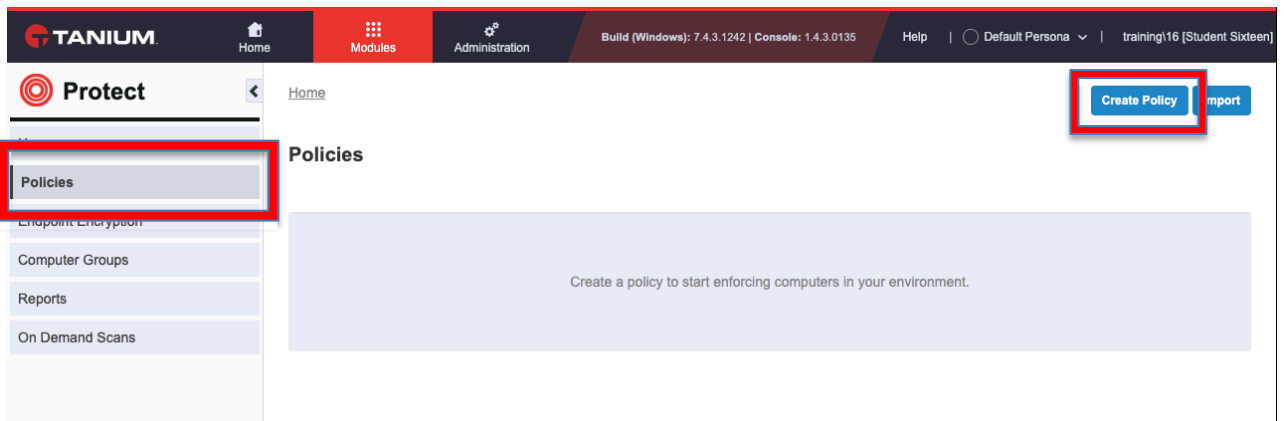 TANIUM.
Home
Modules
Administration
Build (Windows): 7.4.3.1242 | Console: 1.4.3.0135
Help | Default Persona | training\16 [Student Sixteen]
Protect
Home
Create Policy
Policies
Policies
Endpoint Encryption
Computer Groups
Reports
On Demand Scans
Create a policy to start enforcing computers in your environment.